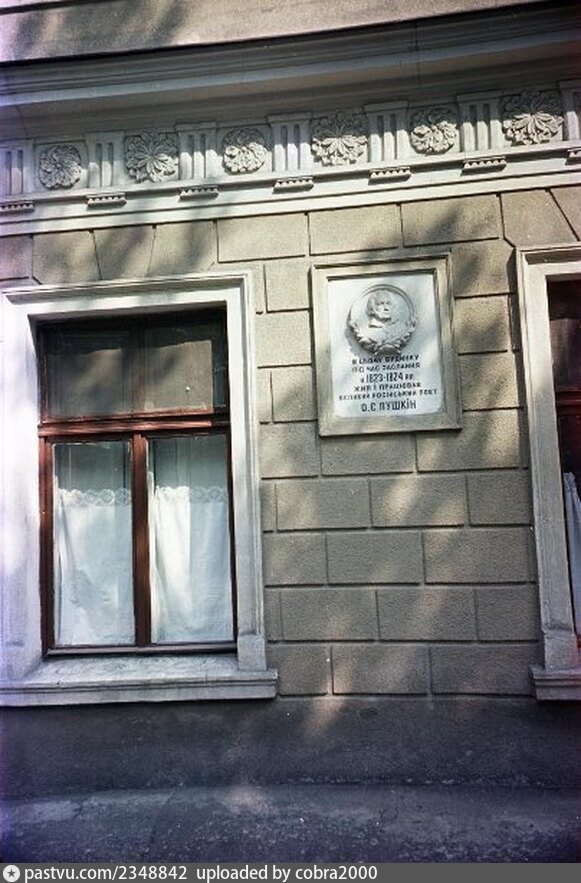 В ЦЬОМУ БУДИНКУ
ПІД ЧАС ЗАСЛАННЯ
В 1823-1824 РР.
ЖИВ І ПРАЦЮВАВ
ВЕЛИКИЙ РОСІЙСЬКИЙ ПОЕТ
О.С. ПУШКІН
pastvu.com/2348842 uploaded by cobra2000